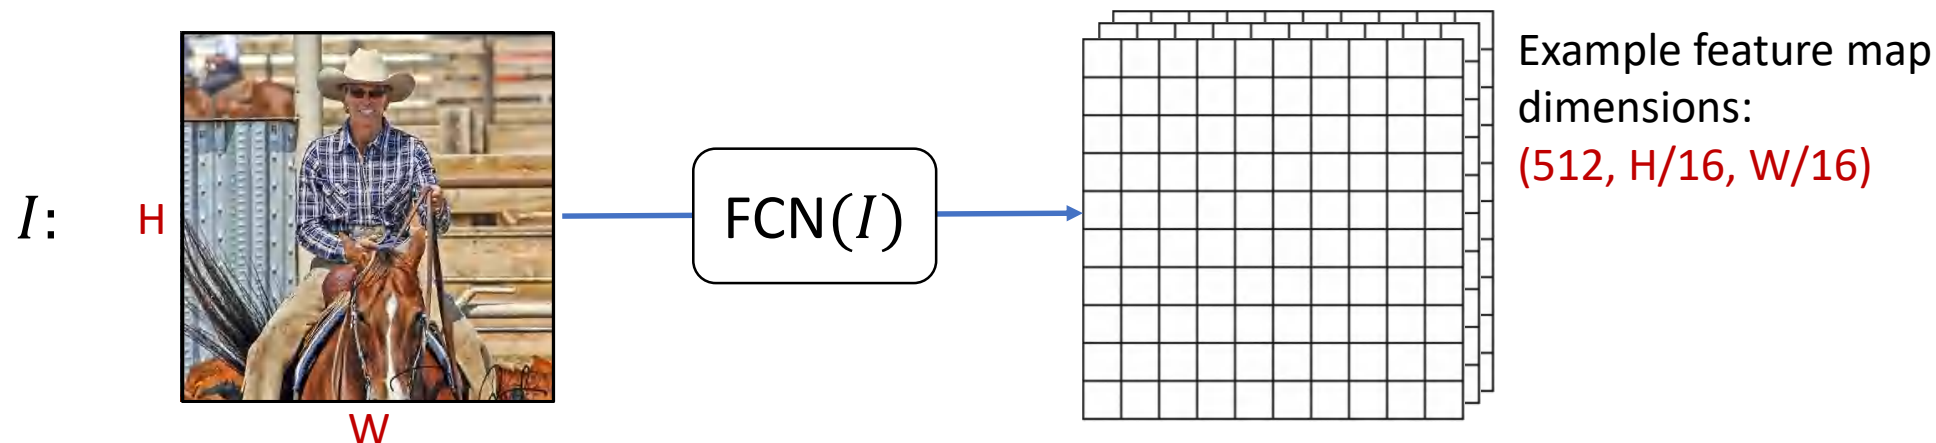 I:
H
W
FCN(I)
Example feature map
dimensions:
(512, H/16, W/16)